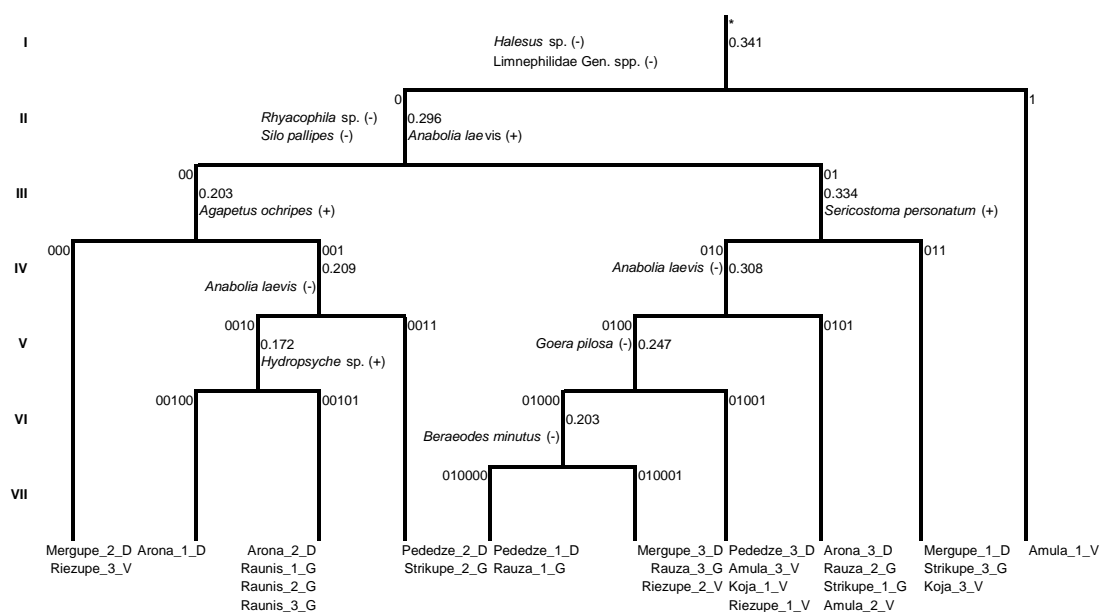 *
I
Halesus sp. (-)
0.341
Limnephilidae Gen. spp. (-)
0
1
II
Rhyacophila sp. (-)
0.296
Silo pallipes (-)
Anabolia laevis (+)
00
01
III
0.203
0.334
Agapetus ochripes (+)
Sericostoma personatum (+)
000
001
010
011
IV
0.209
Anabolia laevis (-)
0.308
Anabolia laevis (-)
0010
0011
0100
0101
V
0.172
Goera pilosa (-)
0.247
Hydropsyche sp. (+)
00100
00101
01000
01001
VI
0.203
Beraeodes minutus (-)
010000
010001
VII
Mergupe_2_D
Arona_1_D
Arona_2_D
Pededze_2_D
Pededze_1_D
Mergupe_3_D
Pededze_3_D
Arona_3_D
Mergupe_1_D
Amula_1_V
Riezupe_3_V
Raunis_1_G
Strikupe_2_G
Rauza_1_G
Rauza_3_G
Amula_3_V
Rauza_2_G
Strikupe_3_G
Raunis_2_G
Riezupe_2_V
Koja_1_V
Strikupe_1_G
Koja_3_V
Raunis_3_G
Riezupe_1_V
Amula_2_V